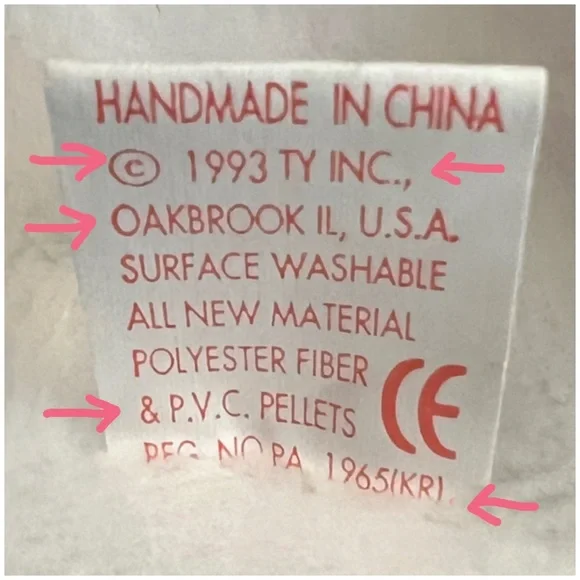 HANDMADE IN CHINA
© 1993 TY INC.,
OAKBROOK IL, U.S.A.
SURFACE WASHABLE
ALL NEW MATERIAL
POLYESTER FIBER
& P.V.C. PELLETS
CE
REG. NO PA 1965(KR)